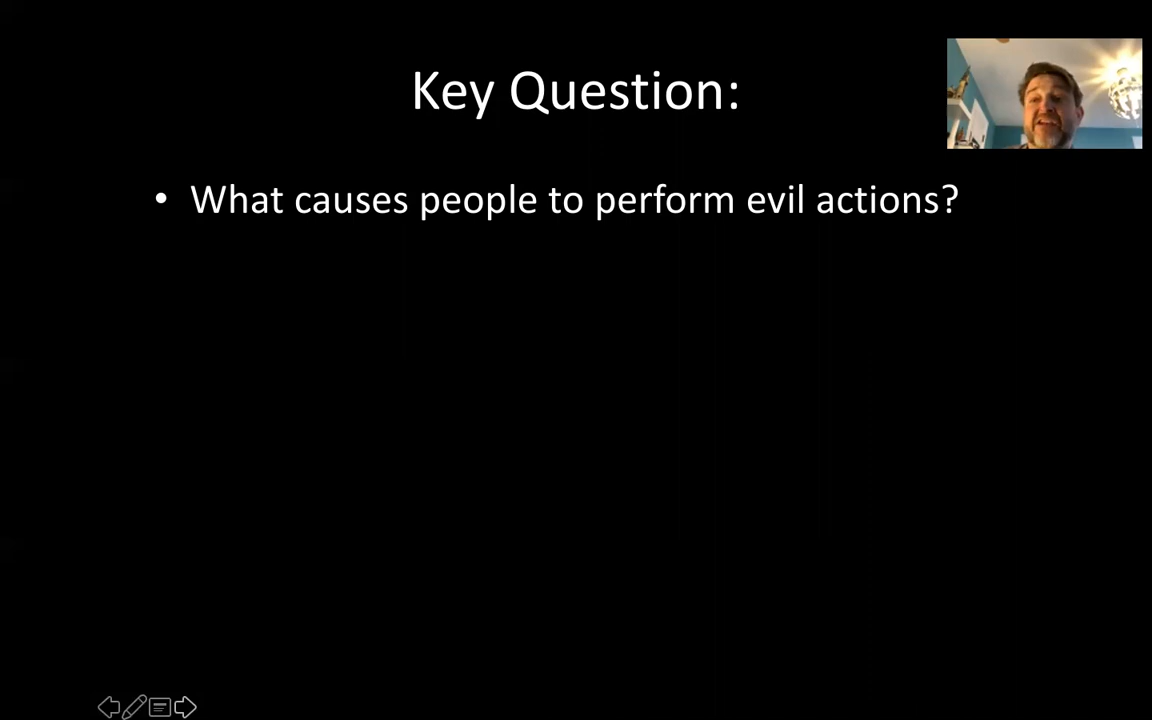 Key Question:
• What causes people to perform evil actions?